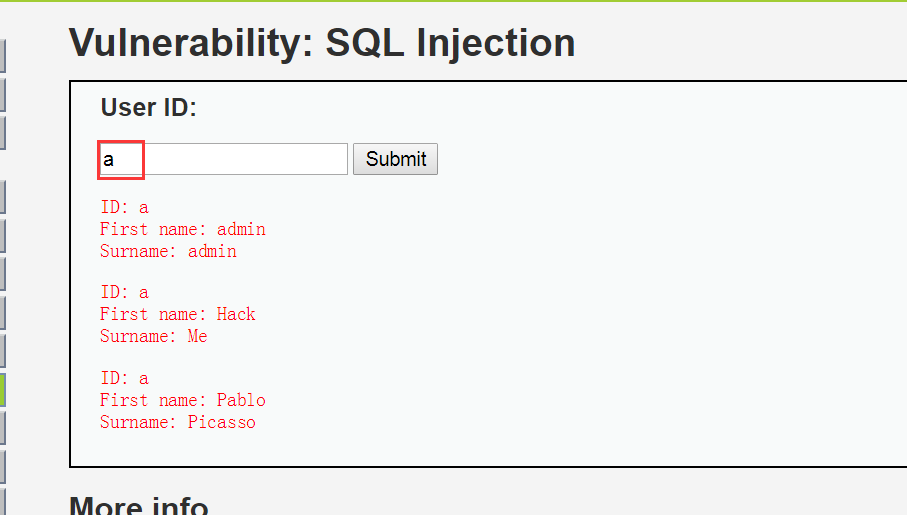 Vulnerability: SQL Injection
User ID:
a
Submit
ID: a
First name: admin
Surname: admin
ID: a
First name: Hack
Surname: Me
ID: a
First name: Pablo
Surname: Picasso
More info